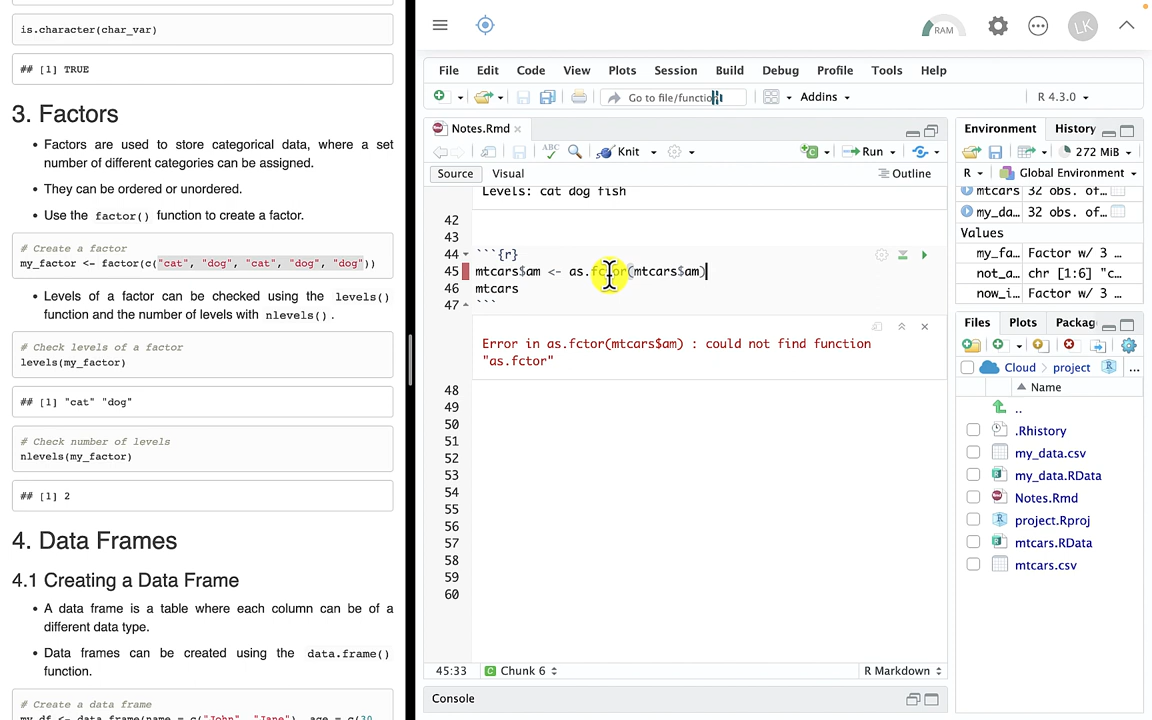 is.character(char_var)
## [1] TRUE
3. Factors
• Factors are used to store categorical data, where a set
number of different categories can be assigned.
• They can be ordered or unordered.
• Use the factor() function to create a factor.
# Create a factor
my_factor <- factor(c("cat", "dog", "cat", "dog", "dog"))
• Levels of a factor can be checked using the levels()
function and the number of levels with nlevels().
# Check levels of a factor
levels(my_factor)
## [1] "cat" "dog"
# Check number of levels
nlevels(my_factor)
## [1] 2
4. Data Frames
4.1 Creating a Data Frame
• A data frame is a table where each column can be of a
different data type.
• Data frames can be created using the data.frame()
function.
# Create a data frame
my_df <- data.frame(name = c("John", "Jane"), age = c(30,
RAM
LK
File Edit Code View Plots Session Build Debug Profile Tools Help
Go to file/function
Addins
R 4.3.0
Notes.Rmd
ABC
Knit
Run
Source Visual
Outline
Levels: cat dog fish
42
43
44 ```{r}
45 mtcars$am <- as.fctor(mtcars$am)
46 mtcars
47 ```
Error in as.fctor(mtcars$am) : could not find function
"as.fctor"
48
49
50
51
52
53
54
55
56
57
58
59
60
45:33
Chunk 6
R Markdown
Console
Environment History
272 MiB
R
Global Environment
mtcars 32 obs. of…
my_da… 32 obs. of…
Values
my_fa… Factor w/ 3 …
not_a… chr [1:6] "c…
now_i… Factor w/ 3 …
Files Plots Packag
Cloud project
...
Name
..
.Rhistory
my_data.csv
my_data.RData
Notes.Rmd
project.Rproj
mtcars.RData
mtcars.csv